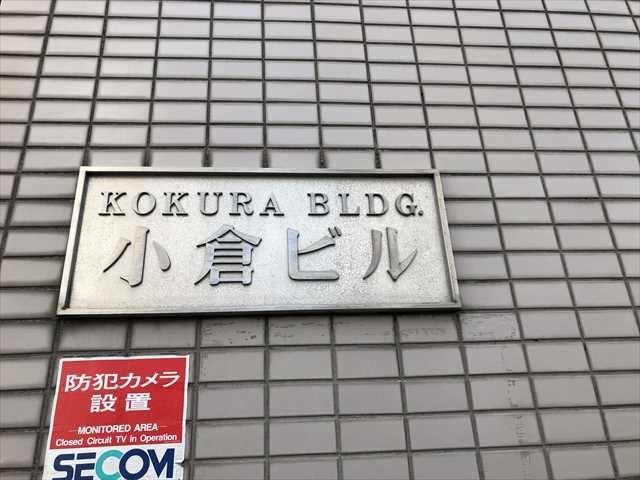 KOKURA BLDG.
小倉ビル
防犯カメラ
設置
MONITORED AREA
Closed Circuit TV in Operation
SECOM